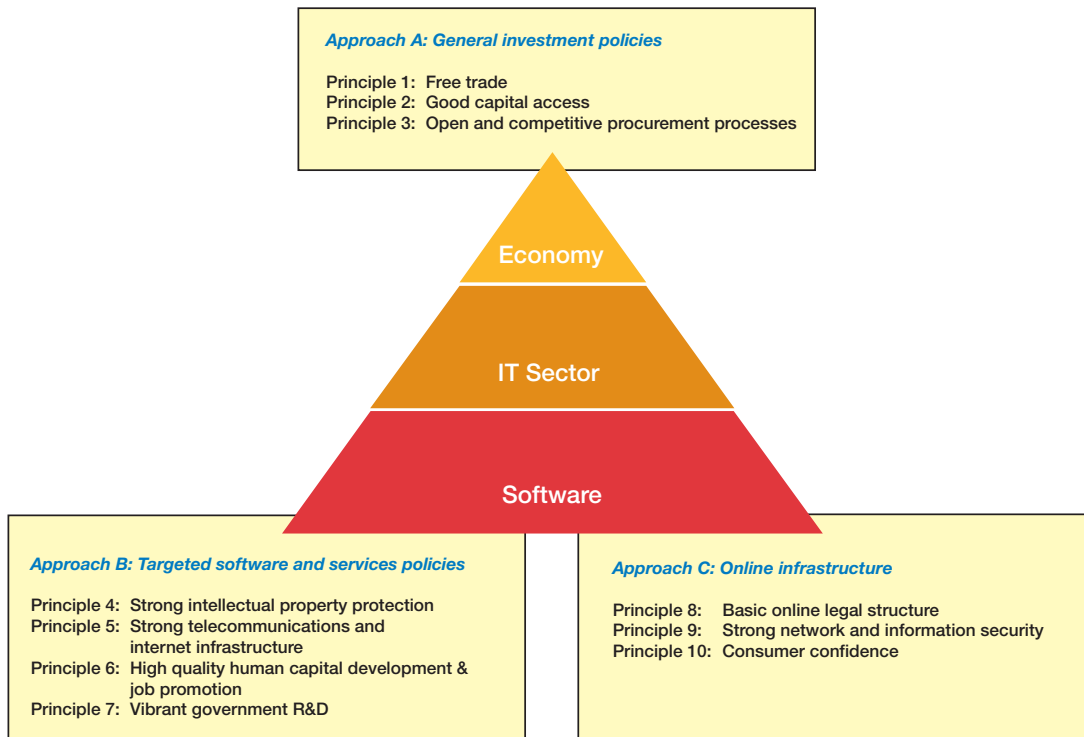 Approach A: General investment policies
Principle 1: Free trade
Principle 2: Good capital access
Principle 3: Open and competitive procurement processes
Economy
IT Sector
Software
Approach B: Targeted software and services policies
Principle 4: Strong intellectual property protection
Principle 5: Strong telecommunications and
internet infrastructure
Principle 6: High quality human capital development &
job promotion
Principle 7: Vibrant government R&D
Approach C: Online infrastructure
Principle 8: Basic online legal structure
Principle 9: Strong network and information security
Principle 10: Consumer confidence